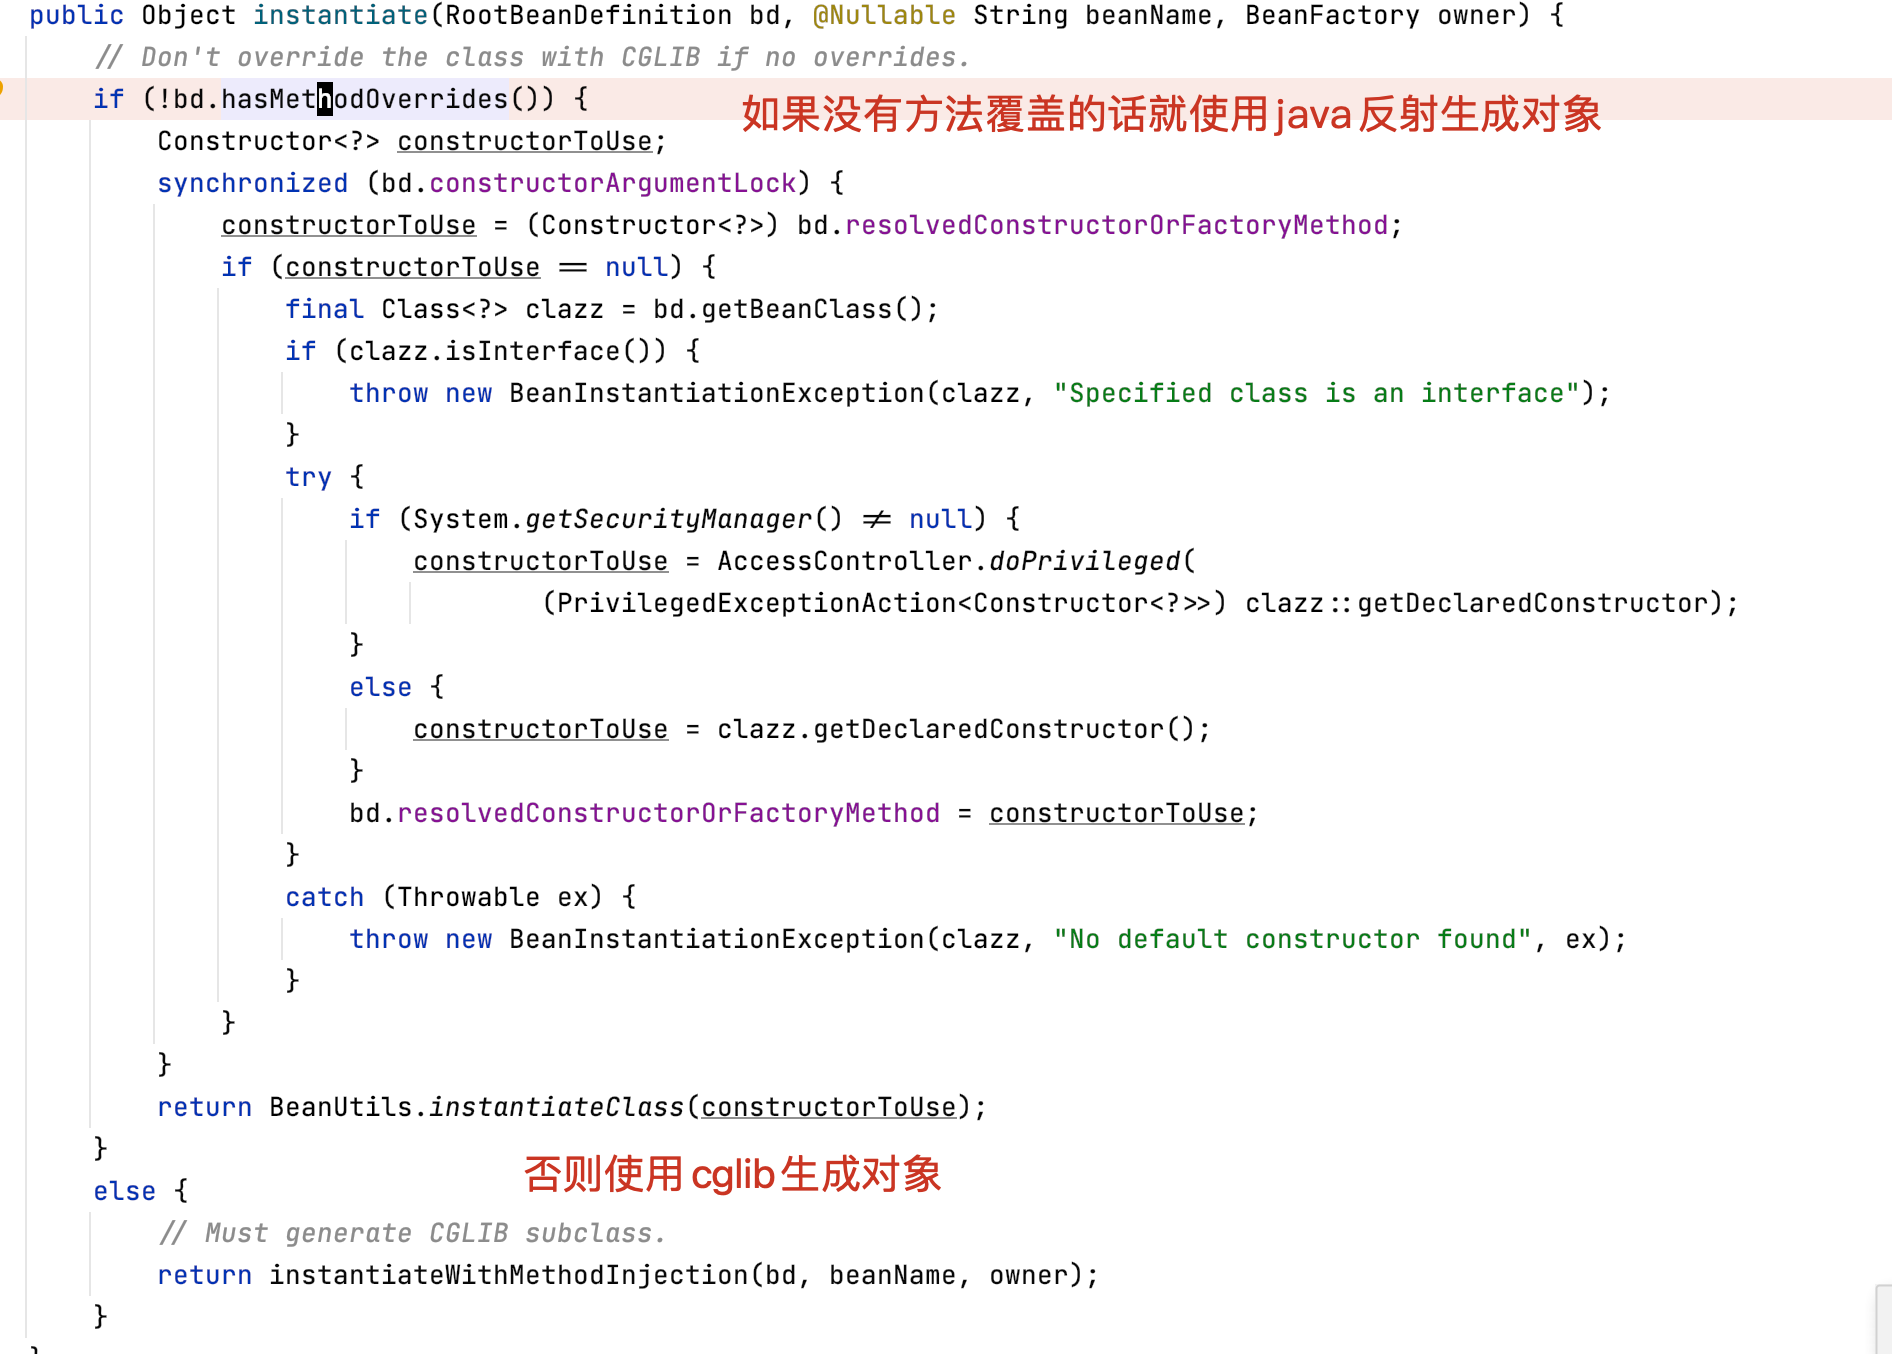 public Object instantiate(RootBeanDefinition bd, @Nullable String beanName, BeanFactory owner) {
// Don't override the class with CGLIB if no overrides.
if (!bd.hasMethodOverrides()) {
如果没有方法覆盖的话就使用java反射生成对象
Constructor<?> constructorToUse;
synchronized (bd.constructorArgumentLock) {
constructorToUse = (Constructor<?>) bd.resolvedConstructorOrFactoryMethod;
if (constructorToUse == null) {
final Class<?> clazz = bd.getBeanClass();
if (clazz.isInterface()) {
throw new BeanInstantiationException(clazz, "Specified class is an interface");
}
try {
if (System.getSecurityManager() != null) {
constructorToUse = AccessController.doPrivileged(
(PrivilegedExceptionAction<Constructor<?>>) clazz::getDeclaredConstructor);
}
else {
constructorToUse = clazz.getDeclaredConstructor();
}
bd.resolvedConstructorOrFactoryMethod = constructorToUse;
}
catch (Throwable ex) {
throw new BeanInstantiationException(clazz, "No default constructor found", ex);
}
}
}
return BeanUtils.instantiateClass(constructorToUse);
}
否则使用cglib生成对象
else {
// Must generate CGLIB subclass.
return instantiateWithMethodInjection(bd, beanName, owner);
}
}